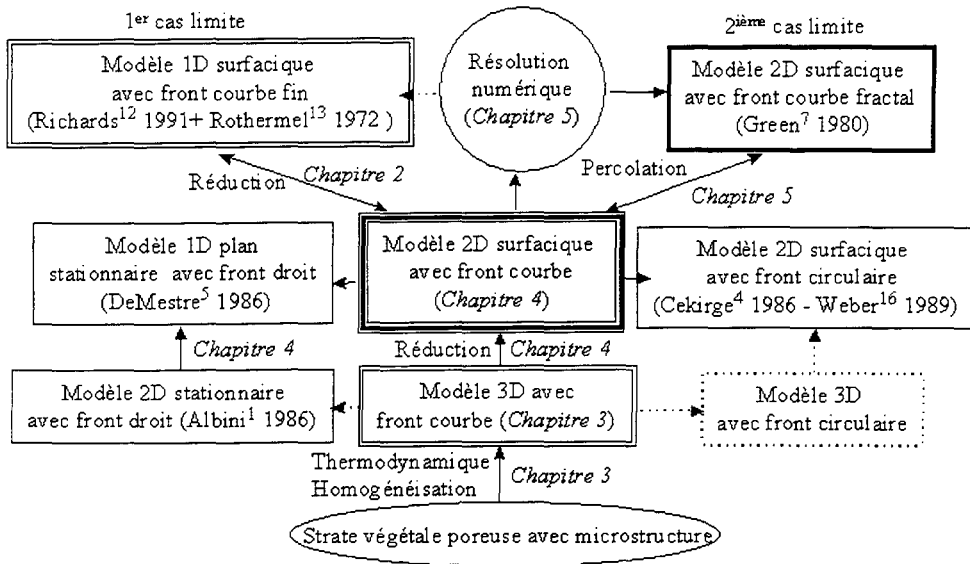 1er cas limite
2ième cas limite
Modèle 1D surfacique
avec front courbe fin
(Richards12 1991+ Rothermel13 1972 )
Résolution
numérique
(Chapitre 5)
Modèle 2D surfacique
avec front courbe fractal
(Green7 1980)
Réduction
Chapitre 2
Percolation
Chapitre 5
Modèle 1D plan
stationnaire avec front droit
(DeMestre5 1986)
Modèle 2D surfacique
avec front courbe
(Chapitre 4)
Modèle 2D surfacique
avec front circulaire
(Cekirge4 1986 - Weber16 1989)
Chapitre 4
Réduction
Chapitre 4
Modèle 2D stationnaire
avec front droit (Albini1 1986)
Modèle 3D avec
front courbe (Chapitre 3)
Modèle 3D
avec front circulaire
Thermodynamique
Homogénéisation
Chapitre 3
Strate végétale poreuse avec microstructure